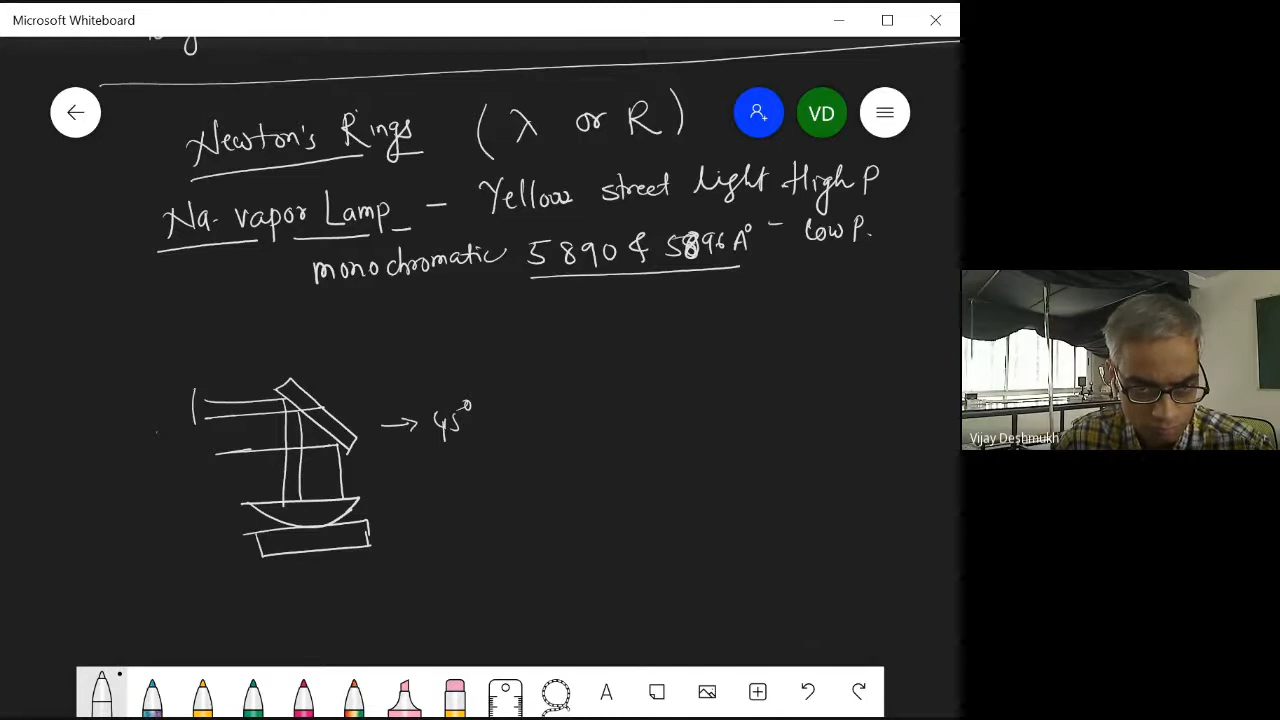 Microsoft Whiteboard
Newton's Rings ( λ or R )
VD
Na- vapor Lamp - Yellow street light High P
monochromatic 5890 & 5896 A° - Low P.
→ 45°
Vijay Deshmukh
A